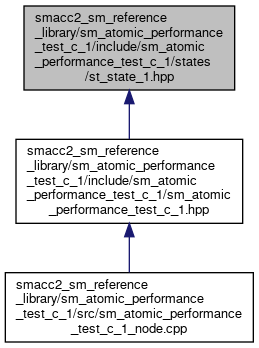 smacc2_sm_reference
_library/sm_atomic_performance
_test_c_1/include/sm_atomic
_performance_test_c_1/states
/st_state_1.hpp
smacc2_sm_reference
_library/sm_atomic_performance
_test_c_1/include/sm_atomic
_performance_test_c_1/sm_atomic
_performance_test_c_1.hpp
smacc2_sm_reference
_library/sm_atomic_performance
_test_c_1/src/sm_atomic_performance
_test_c_1_node.cpp